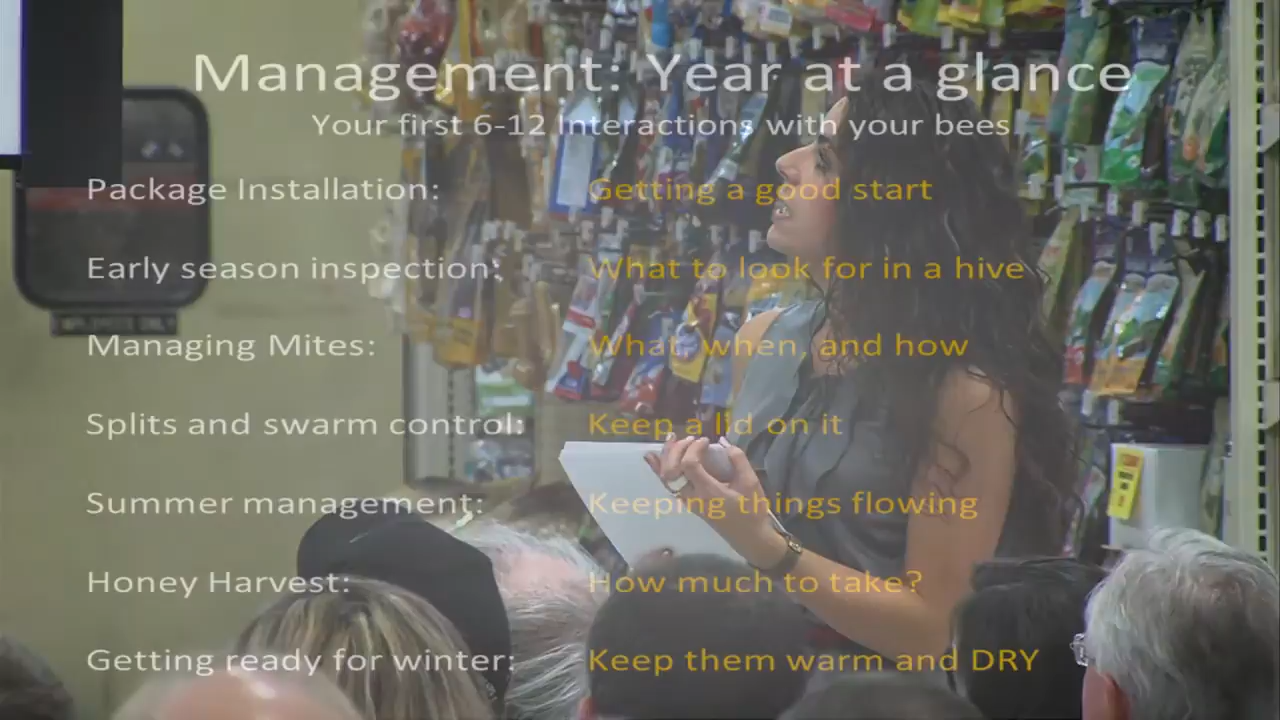 Management: Year at a glance
Your first 6-12 interactions with your bees
Package Installation: Getting a good start
Early season inspection: What to look for in a hive
Managing Mites: What, when, and how
Splits and swarm control: Keep a lid on it
Summer management: Keeping things flowing
Honey Harvest: How much to take?
Getting ready for winter: Keep them warm and DRY